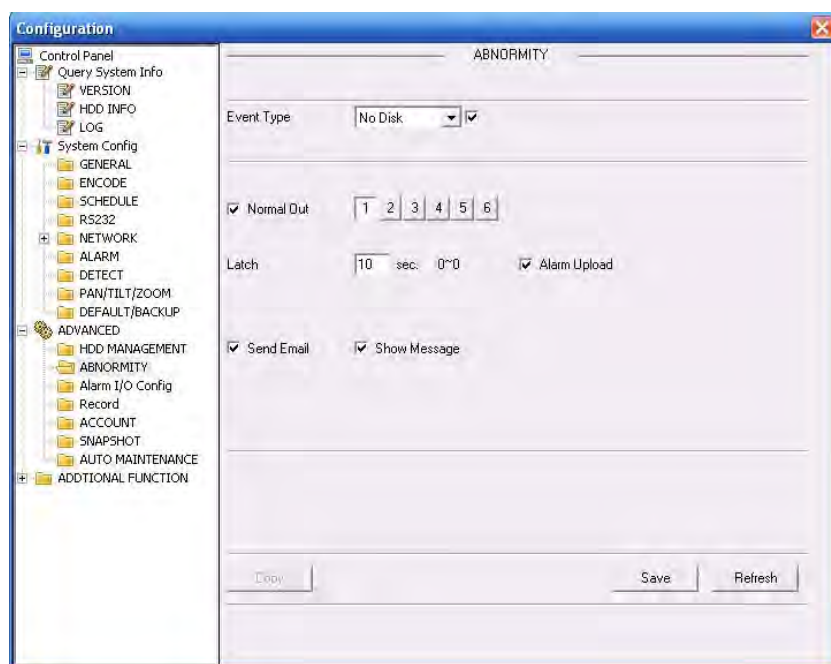 Configuration
Control Panel
Query System Info
VERSION
HDD INFO
LOG
System Config
GENERAL
ENCODE
SCHEDULE
RS232
NETWORK
ALARM
DETECT
PAN/TILT/ZOOM
DEFAULT/BACKUP
ADVANCED
HDD MANAGEMENT
ABNORMITY
Alarm I/O Config
Record
ACCOUNT
SNAPSHOT
AUTO MAINTENANCE
ADDTIONAL FUNCTION
ABNORMITY
Event Type No Disk
Normal Out 1 2 3 4 5 6
Latch 10 sec. 0~0 Alarm Upload
Send Email Show Message
Copy Save Refresh